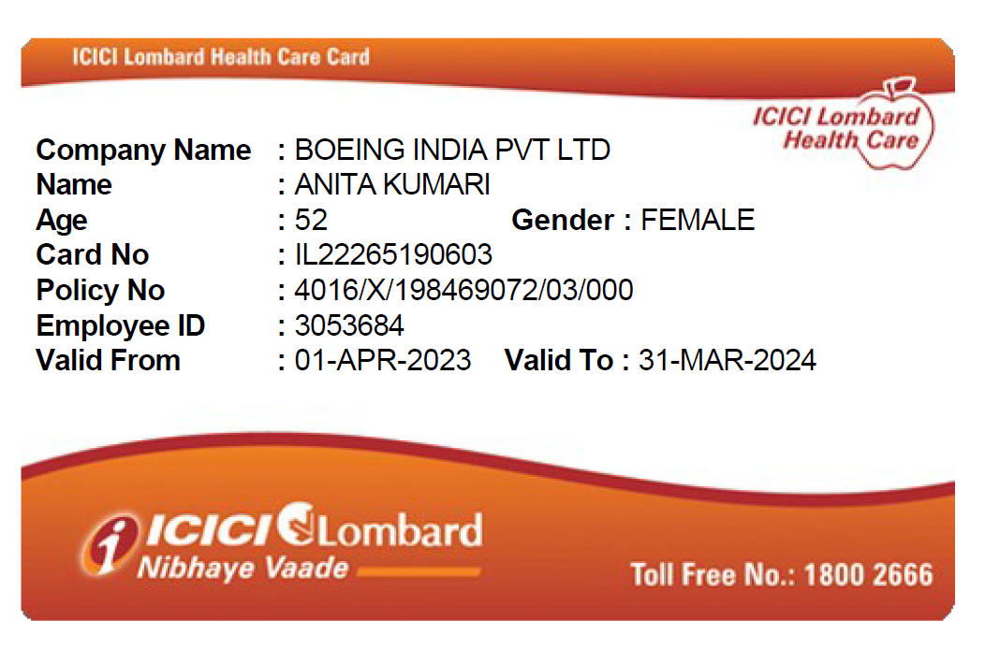 ICICI Lombard Health Care Card
ICICI Lombard
Health Care
Company Name : BOEING INDIA PVT LTD
Name : ANITA KUMARI
Age : 52 Gender : FEMALE
Card No : IL22265190603
Policy No : 4016/X/198469072/03/000
Employee ID : 3053684
Valid From : 01-APR-2023 Valid To : 31-MAR-2024
i ICICI Lombard
Nibhaye Vaade
Toll Free No.: 1800 2666